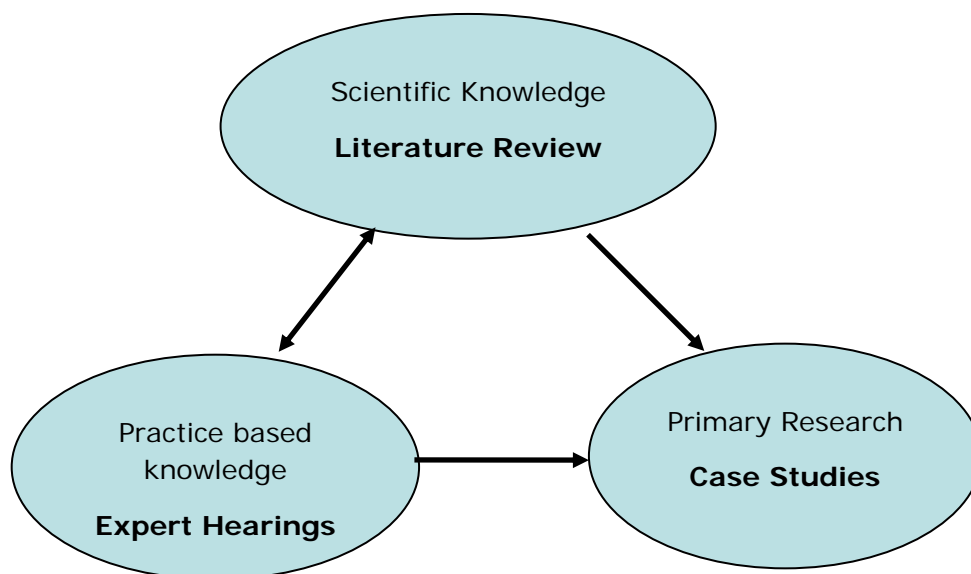 Scientific Knowledge
Literature Review
Practice based
knowledge
Expert Hearings
Primary Research
Case Studies